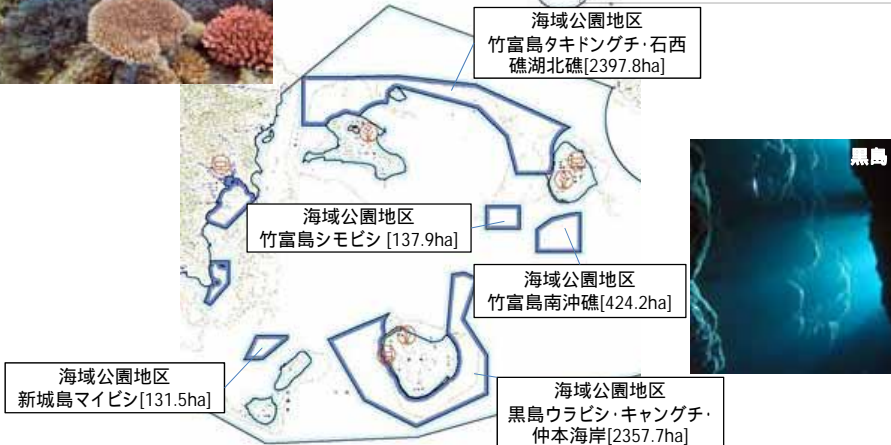 海域公園地区
竹富島タキドングチ･石西
礁湖北礁[2397.8ha]
黒島
海域公園地区
竹富島シモビシ [137.9ha]
海域公園地区
竹富島南沖礁[424.2ha]
海域公園地区
新城島マイビシ[131.5ha]
海域公園地区
黒島ウラビシ･キャングチ･
仲本海岸[2357.7ha]